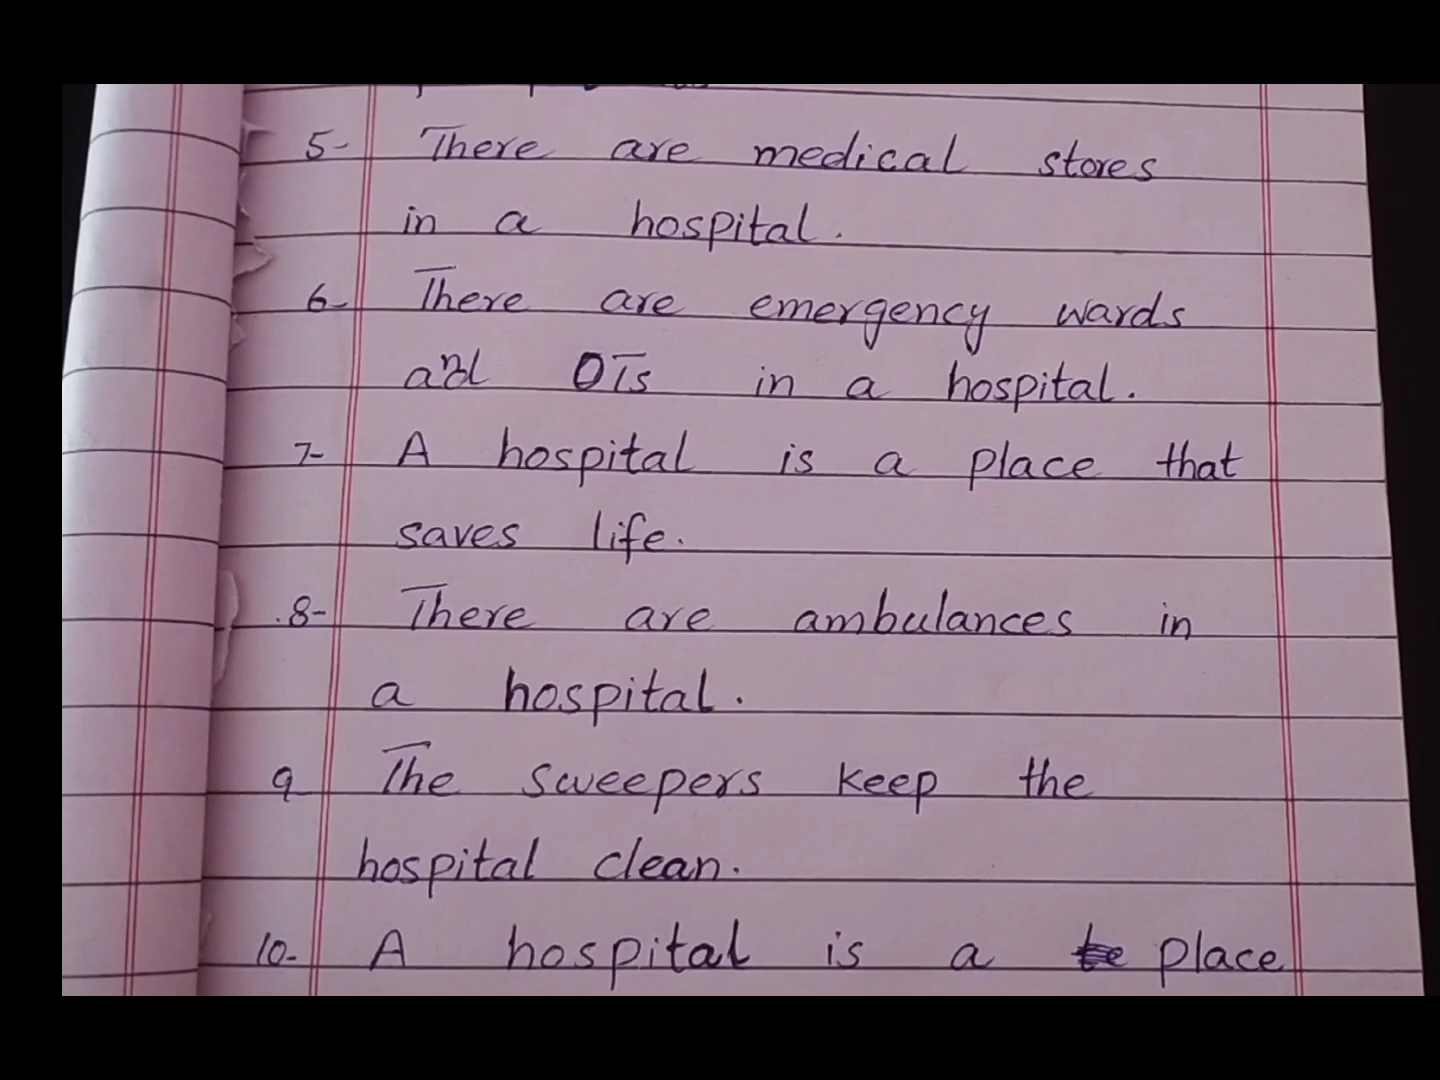 5- There are medical stores
in a hospital.
6- There are emergency wards
and OTs in a hospital.
7- A hospital is a place that
saves life.
8- There are ambulances in
a hospital.
9 The sweepers keep the
hospital clean.
10- A hospital is a place